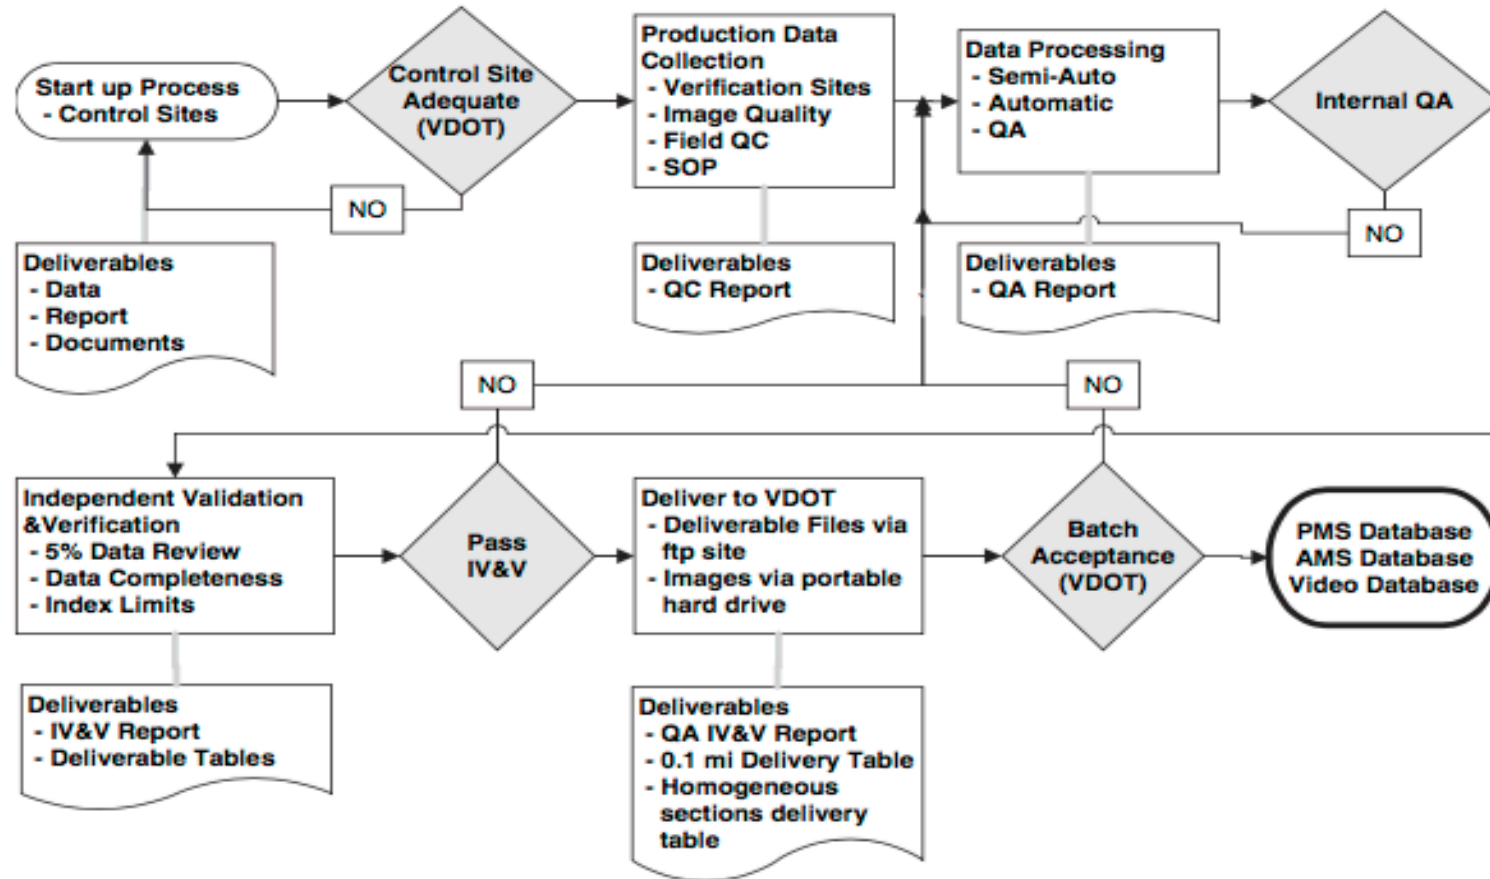 Start up Process
- Control Sites
Control Site
Adequate
(VDOT)
NO
Production Data
Collection
- Verification Sites
- Image Quality
- Field QC
- SOP
Data Processing
- Semi-Auto
- Automatic
- QA
Internal QA
NO
Deliverables
- Data
- Report
- Documents
Deliverables
- QC Report
Deliverables
- QA Report
NO
NO
Independent Validation
&Verification
- 5% Data Review
- Data Completeness
- Index Limits
Pass
IV&V
Deliver to VDOT
- Deliverable Files via
ftp site
- Images via portable
hard drive
Batch
Acceptance
(VDOT)
PMS Database
AMS Database
Video Database
Deliverables
- IV&V Report
- Deliverable Tables
Deliverables
- QA IV&V Report
- 0.1 mi Delivery Table
- Homogeneous
sections delivery
table